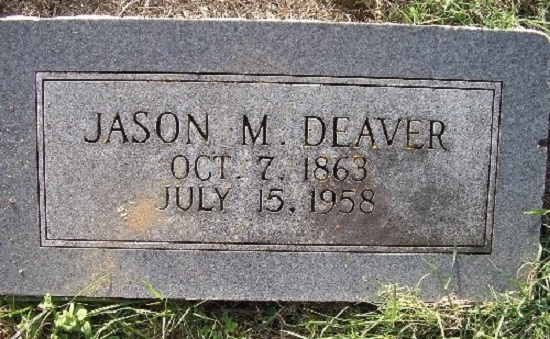 JASON M. DEAVER
OCT. 7, 1863
JULY 15, 1958